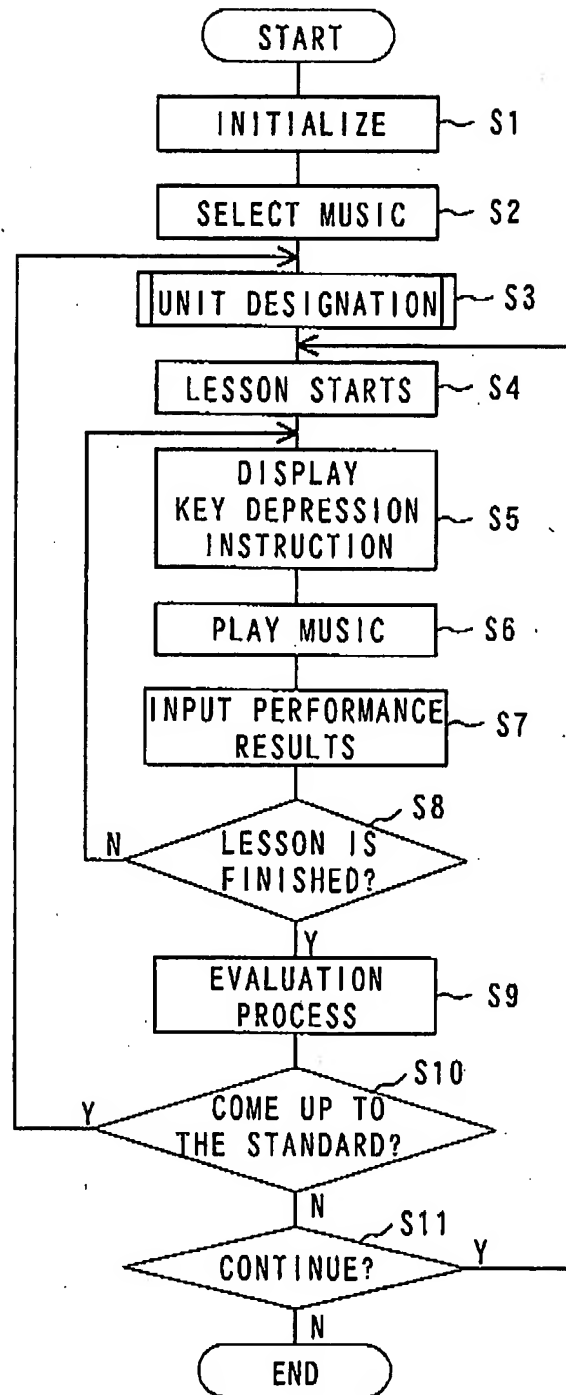 START
INITIALIZE
S1
SELECT MUSIC
S2
UNIT DESIGNATION
S3
LESSON STARTS
S4
DISPLAY
KEY DEPRESSION
INSTRUCTION
S5
PLAY MUSIC
S6
INPUT PERFORMANCE
RESULTS
S7
S8
N
LESSON IS
FINISHED?
Y
EVALUATION
PROCESS
S9
S10
Y
COME UP TO
THE STANDARD?
N
S11
CONTINUE?
Y
N
END